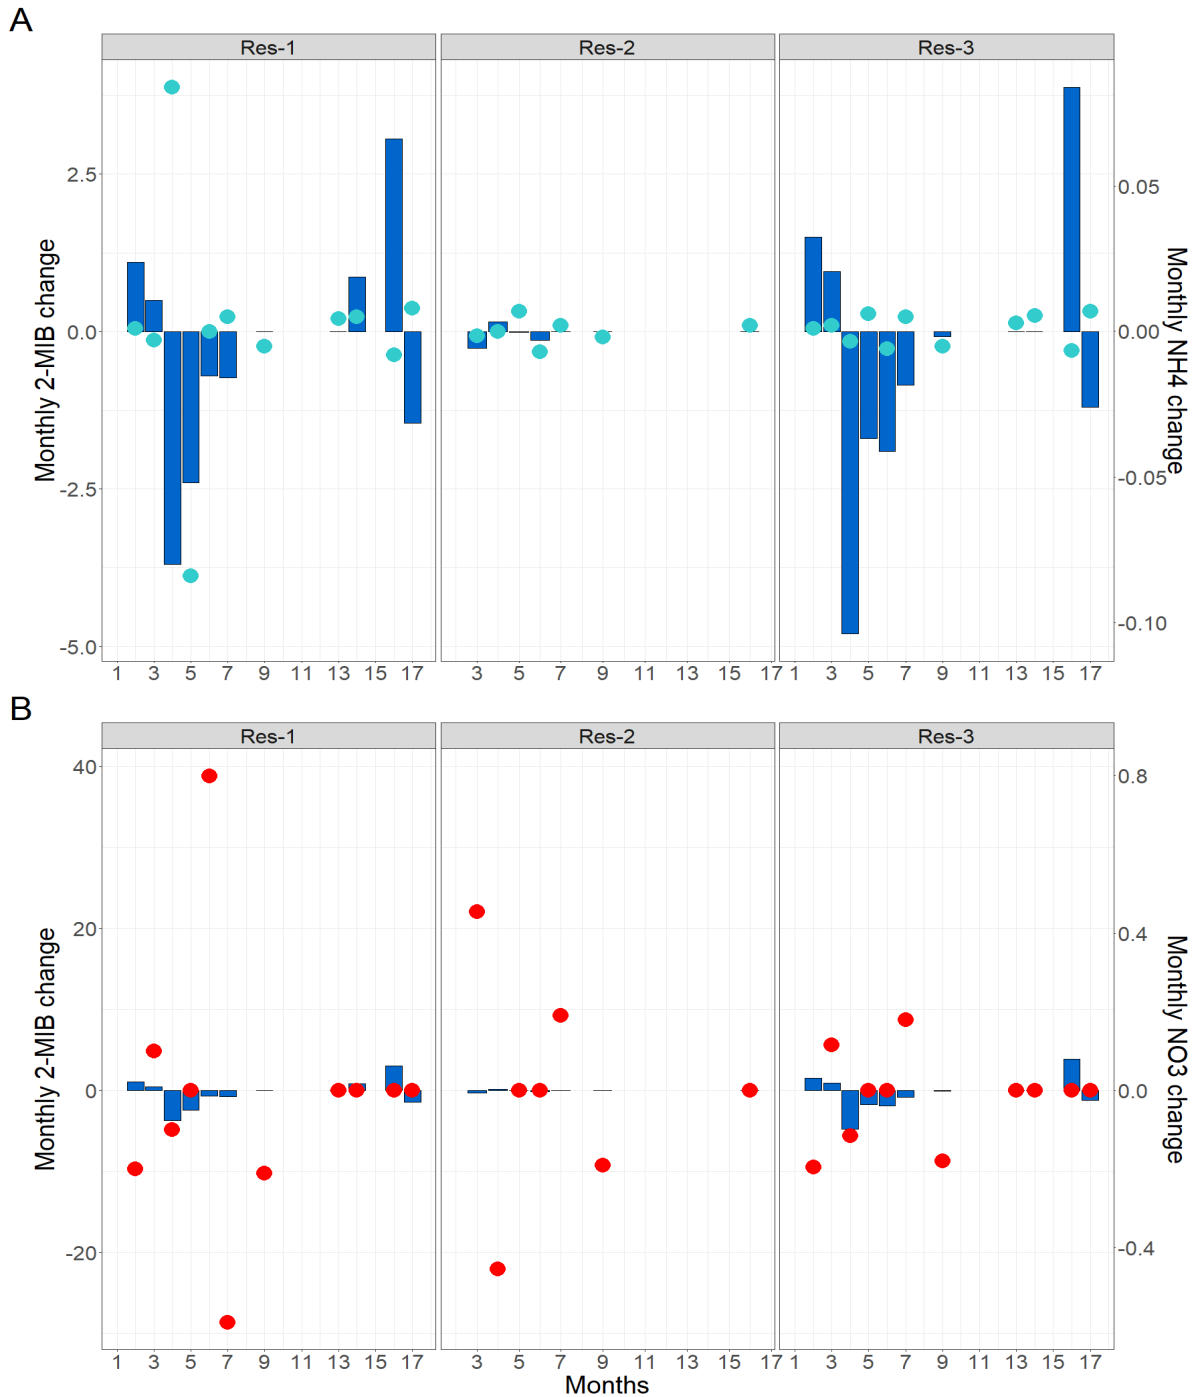 A
Res-1 Res-2 Res-3
2.5
0.0
-2.5
-5.0
Monthly 2-MIB change
0.05
0.00
-0.05
-0.10
Monthly NH4 change
1 3 5 7 9 11 13 15 17 3 5 7 9 11 13 15 17 1 3 5 7 9 11 13 15 17
B
Res-1 Res-2 Res-3
40
20
0
-20
Monthly 2-MIB change
0.8
0.4
0.0
-0.4
Monthly NO3 change
1 3 5 7 9 11 13 15 17 3 5 7 9 11 13 15 17 1 3 5 7 9 11 13 15 17
Months